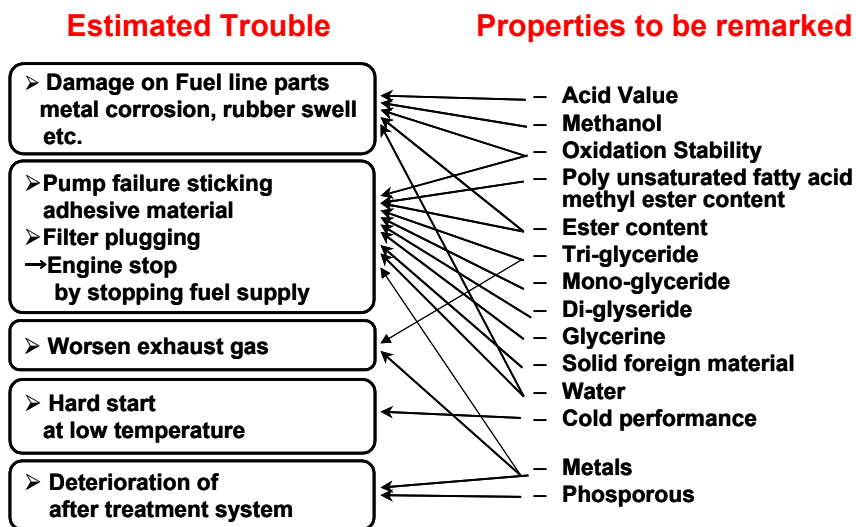 Estimated Trouble
➢ Damage on Fuel line parts
metal corrosion, rubber swell
etc.
➢Pump failure sticking
adhesive material
➢Filter plugging
→Engine stop
by stopping fuel supply
➢ Worsen exhaust gas
➢ Hard start
at low temperature
➢ Deterioration of
after treatment system
Properties to be remarked
– Acid Value
– Methanol
– Oxidation Stability
– Poly unsaturated fatty acid
methyl ester content
– Ester content
– Tri-glyceride
– Mono-glyceride
– Di-glyseride
– Glycerine
– Solid foreign material
– Water
– Cold performance
– Metals
– Phosporous